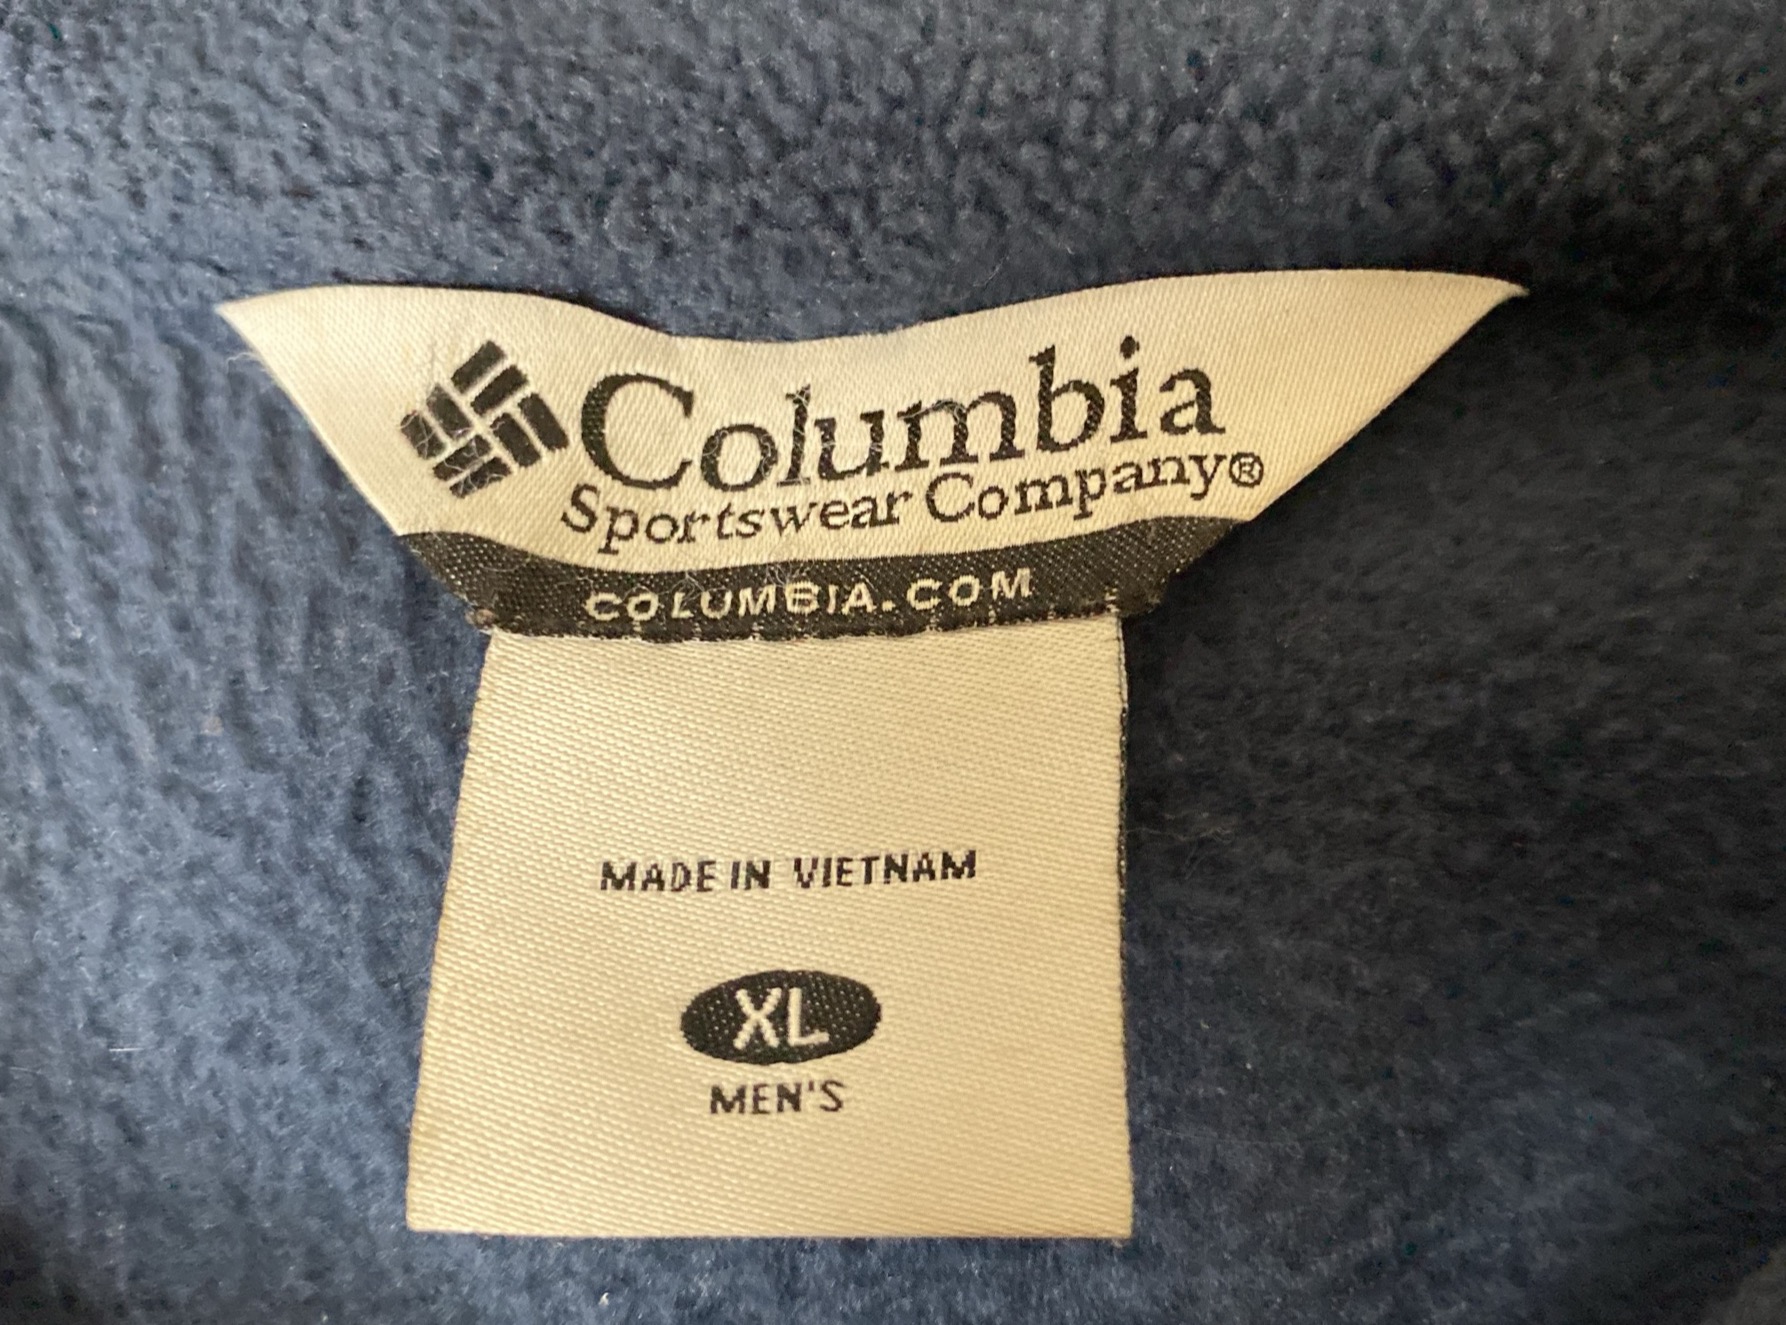 Columbia
Sportswear Company®
COLUMBIA.COM
MADE IN VIETNAM
XL
MEN'S